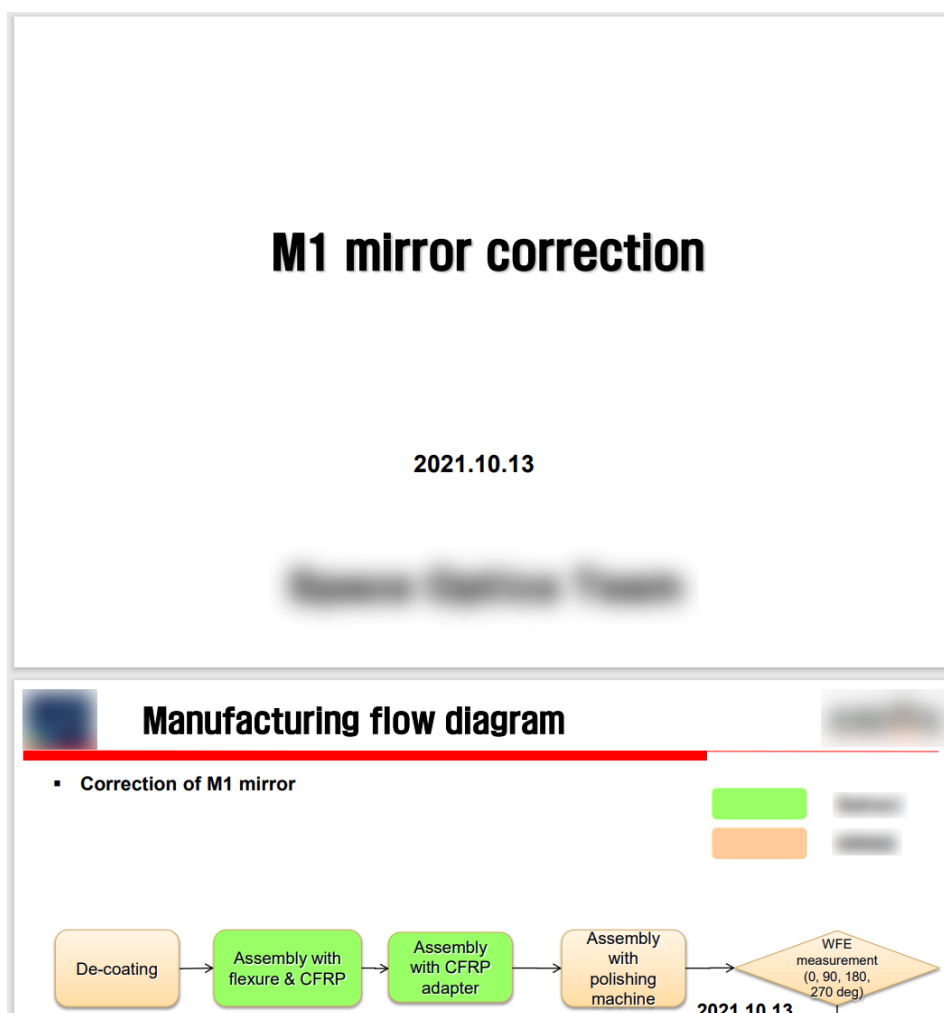 M1 mirror correction
2021.10.13
Manufacturing flow diagram
▪ Correction of M1 mirror
De-coating
Assembly with
flexure & CFRP
Assembly
with CFRP
adapter
Assembly
with
polishing
machine
WFE
measurement
(0, 90, 180,
270 deg)
2021.10.13